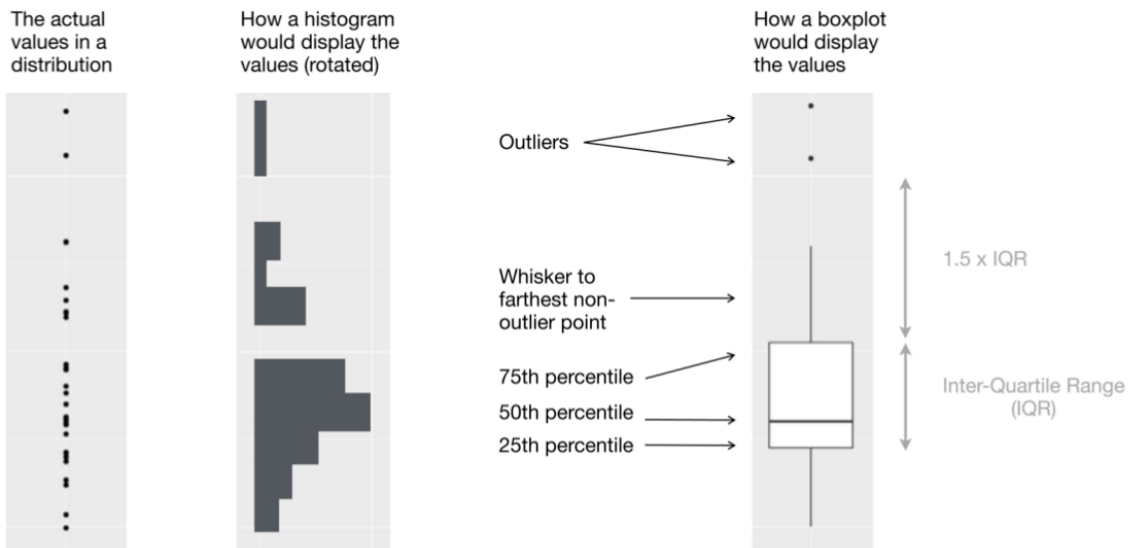 The actual
values in a
distribution
How a histogram
would display the
values (rotated)
How a boxplot
would display
the values
Outliers
1.5 x IQR
Whisker to
farthest non-
outlier point
75th percentile
Inter-Quartile Range
(IQR)
50th percentile
25th percentile